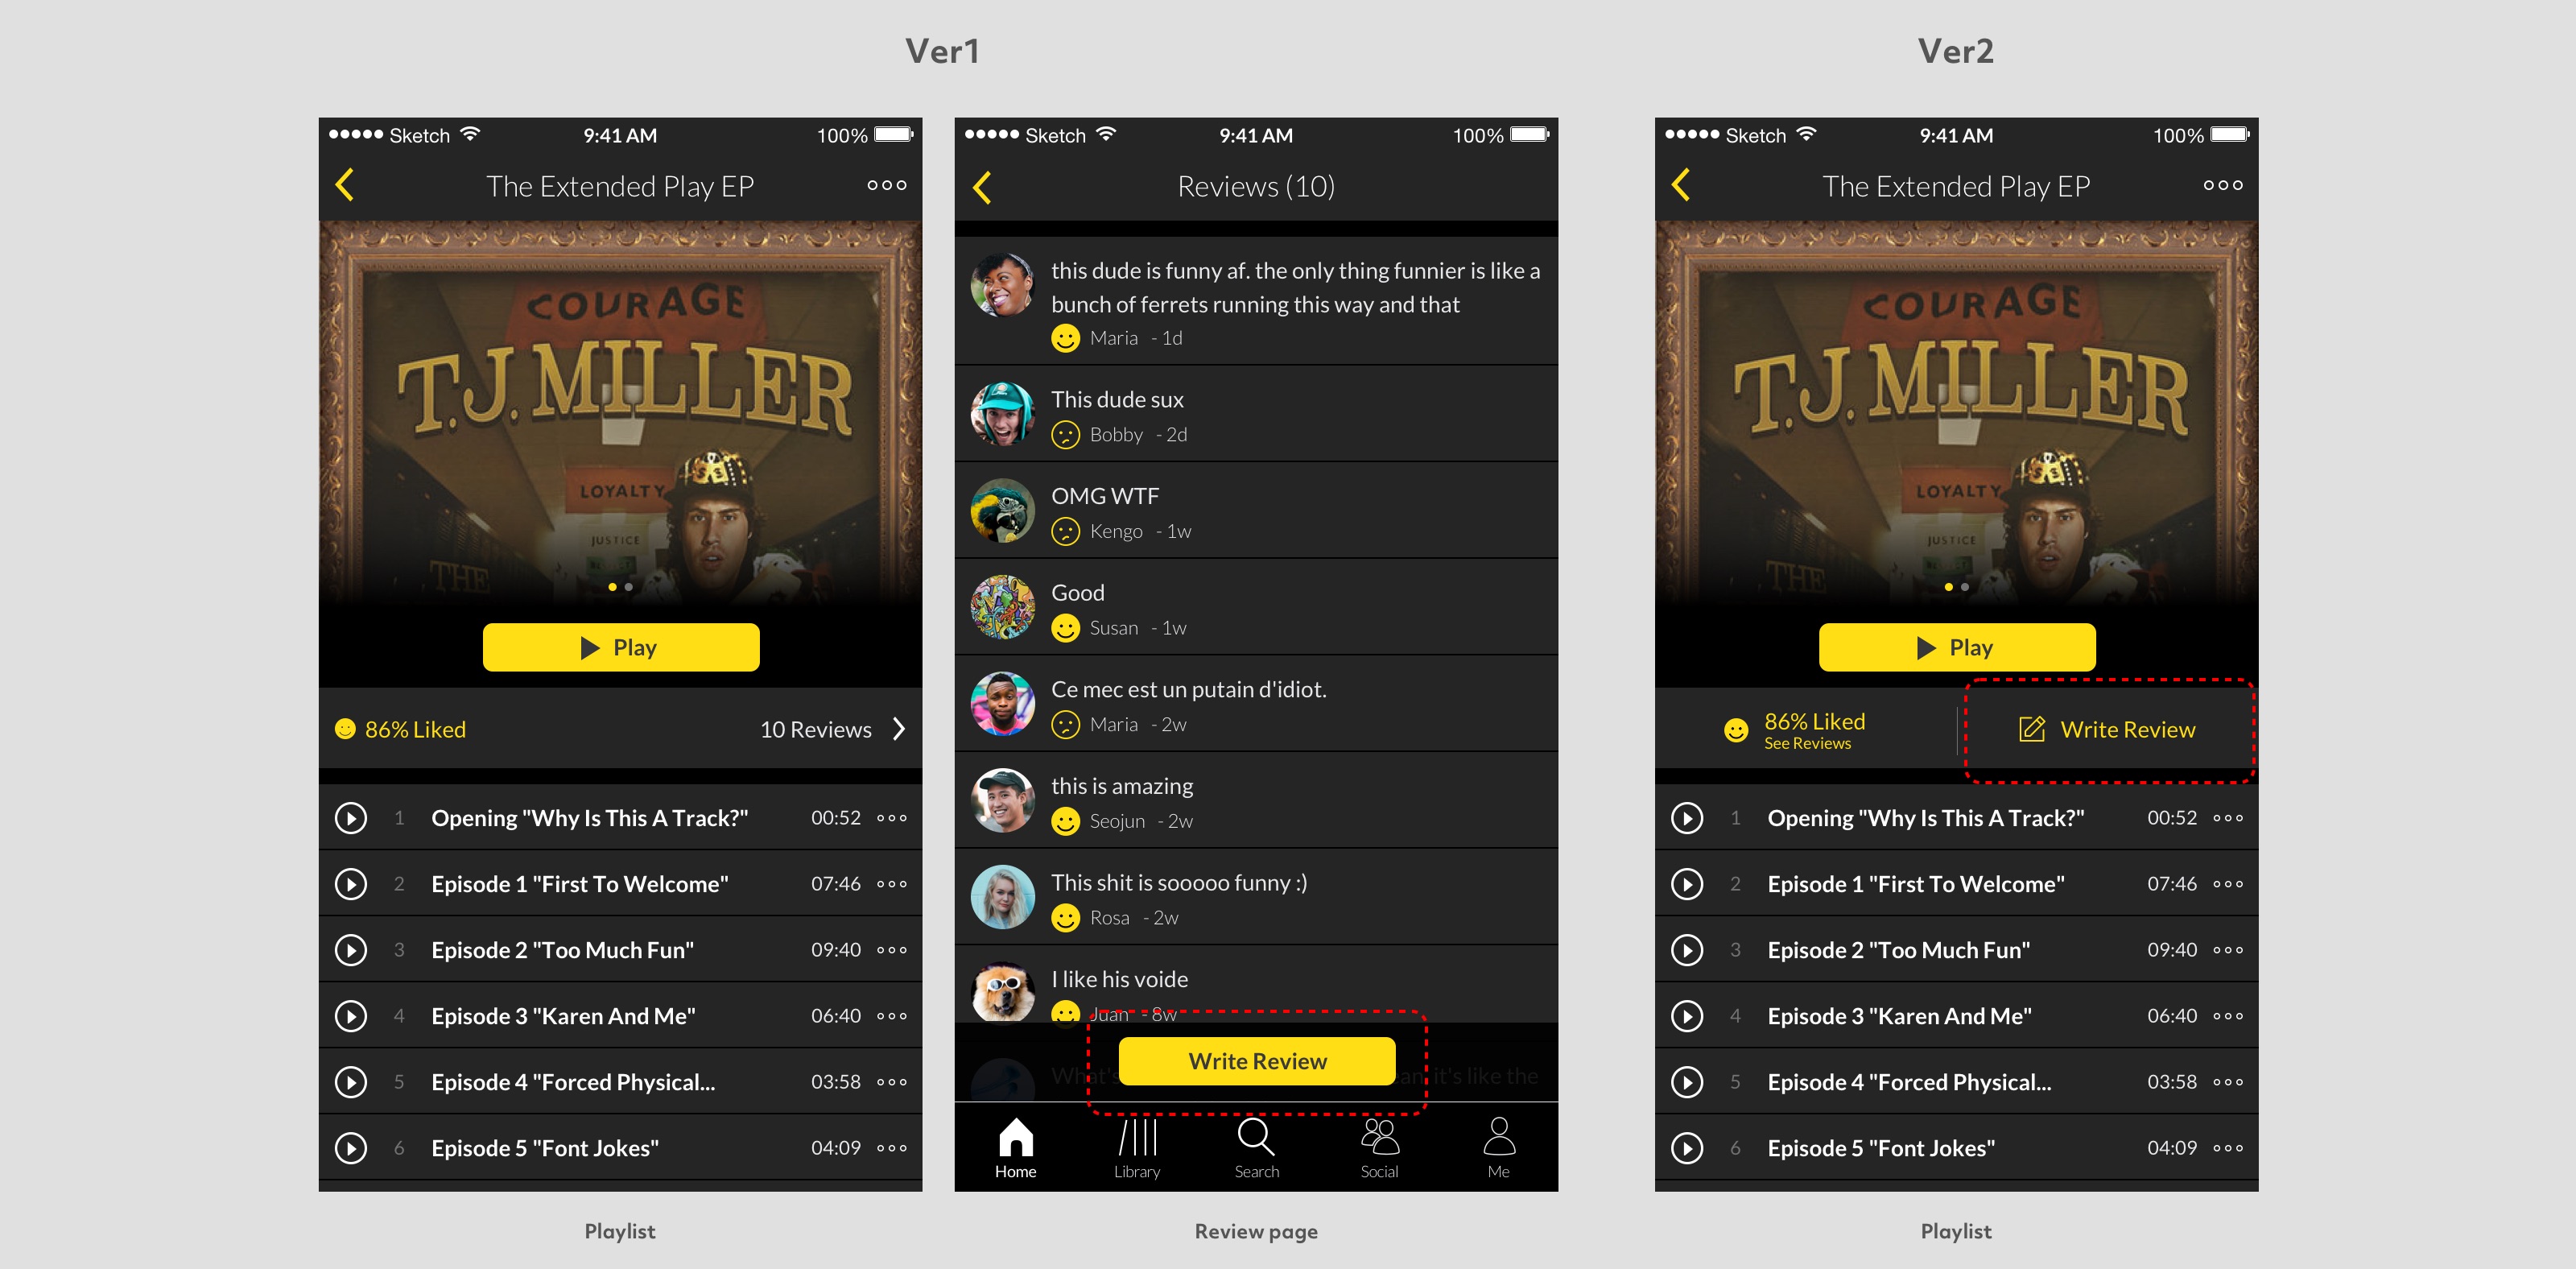 Ver1
Ver2
Sketch 9:41 AM 100%
The Extended Play EP
COURAGE
T.J. MILLER
LOYALTY
JUSTICE
THE
Play
86% Liked
10 Reviews
1 Opening "Why Is This A Track?" 00:52
2 Episode 1 "First To Welcome" 07:46
3 Episode 2 "Too Much Fun" 09:40
4 Episode 3 "Karen And Me" 06:40
5 Episode 4 "Forced Physical... 03:58
6 Episode 5 "Font Jokes" 04:09
Playlist
Sketch 9:41 AM 100%
Reviews (10)
this dude is funny af. the only thing funnier is like a
bunch of ferrets running this way and that
Maria - 1d
This dude sux
Bobby - 2d
OMG WTF
Kengo - 1w
Good
Susan - 1w
Ce mec est un putain d'idiot.
Maria - 2w
this is amazing
Seojun - 2w
This shit is sooooo funny :)
Rosa - 2w
I like his voide
Juan - 8w
What's
it's like the
Write Review
Home Library Search Social Me
Review page
Sketch 9:41 AM 100%
The Extended Play EP
COURAGE
T.J. MILLER
LOYALTY
JUSTICE
THE
Play
86% Liked
See Reviews
Write Review
1 Opening "Why Is This A Track?" 00:52
2 Episode 1 "First To Welcome" 07:46
3 Episode 2 "Too Much Fun" 09:40
4 Episode 3 "Karen And Me" 06:40
5 Episode 4 "Forced Physical... 03:58
6 Episode 5 "Font Jokes" 04:09
Playlist